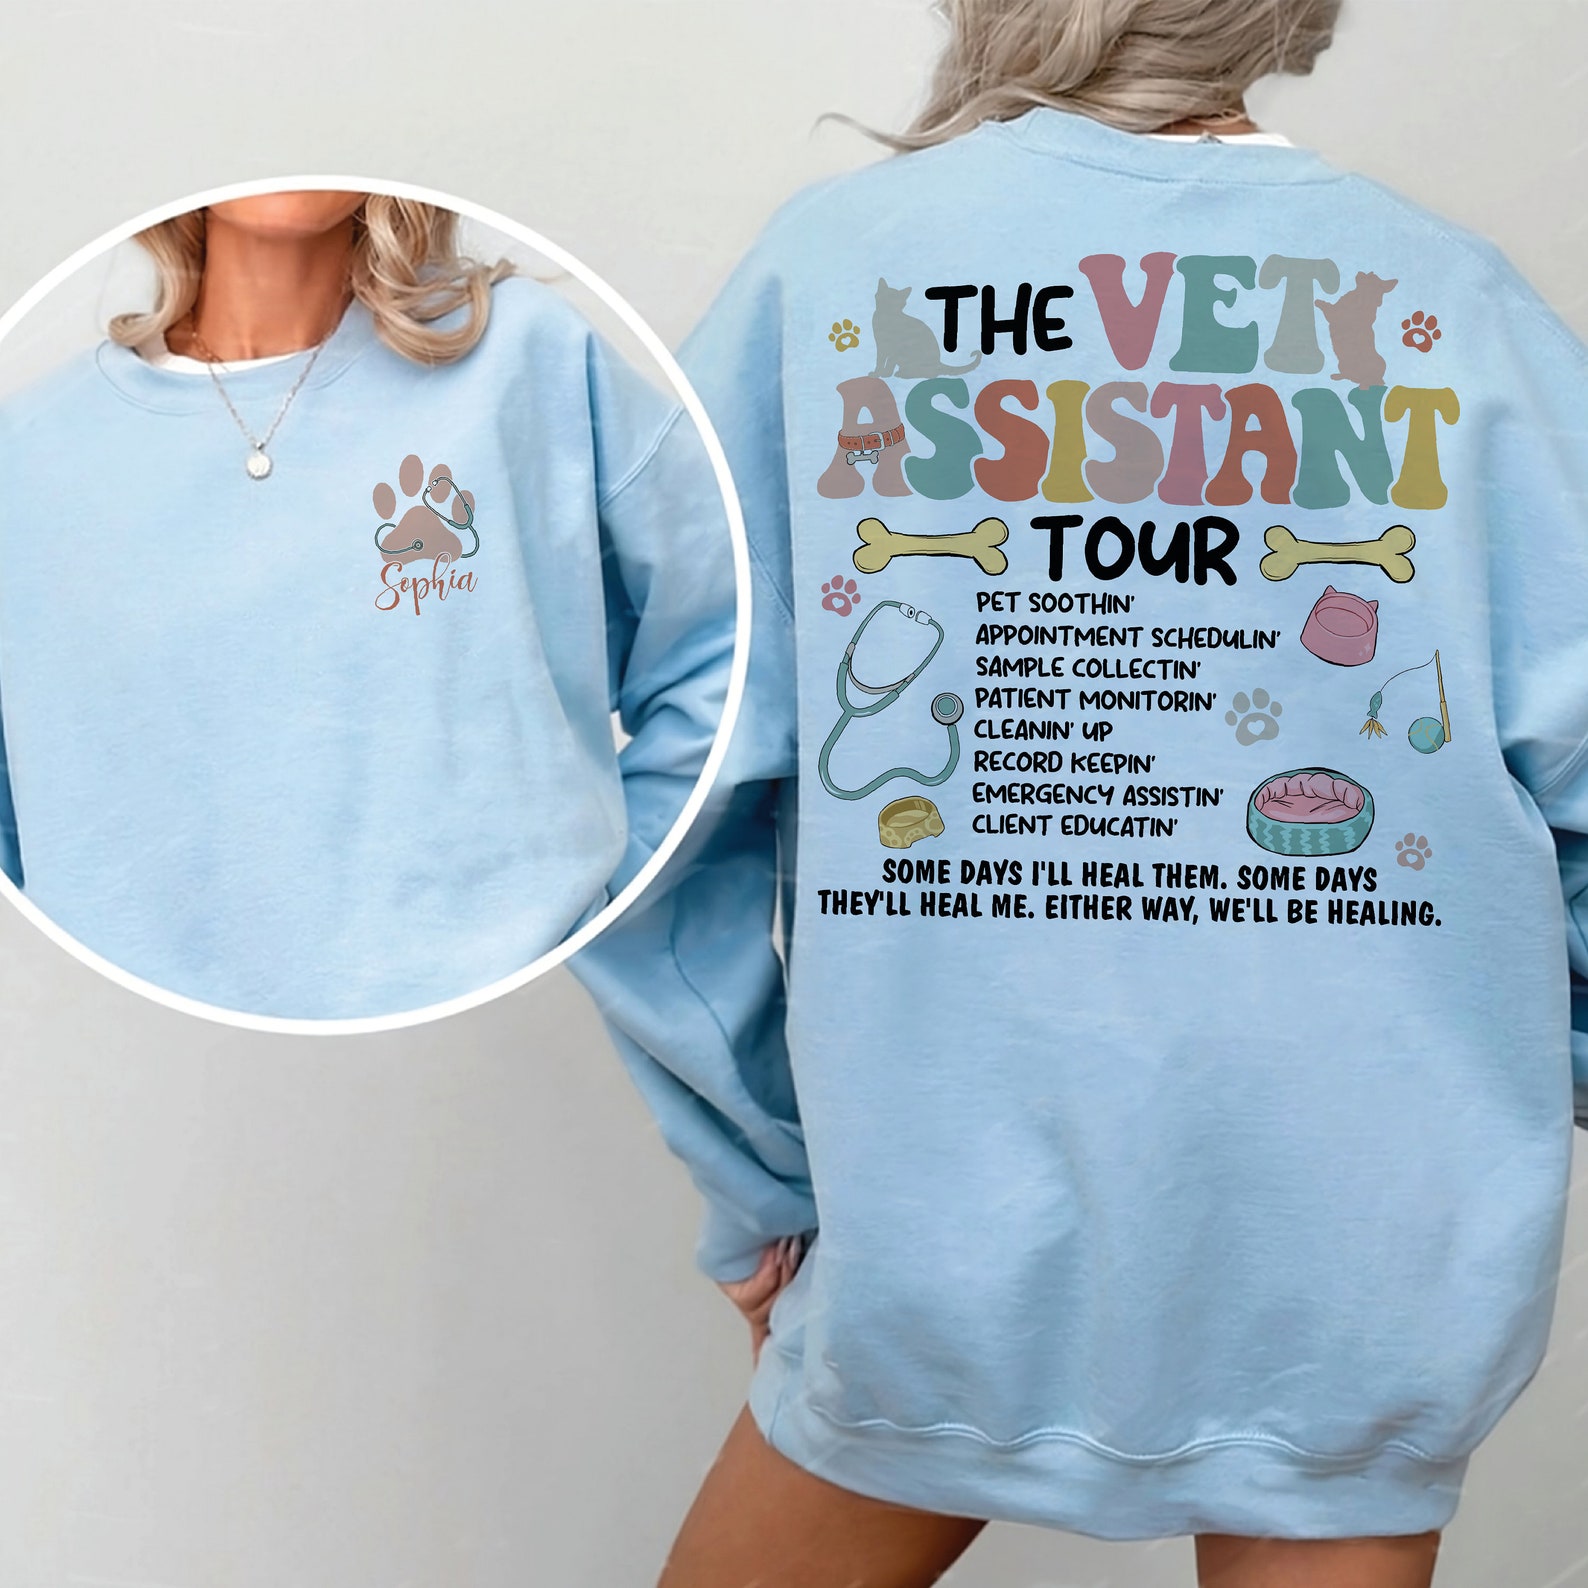 Sophia
THE VET
ASSISTANT
TOUR
PET SOOTHIN'
APPOINTMENT SCHEDULIN'
SAMPLE COLLECTIN'
PATIENT MONITORIN'
CLEANIN' UP
RECORD KEEPIN'
EMERGENCY ASSISTIN'
CLIENT EDUCATIN'
SOME DAYS I'LL HEAL THEM. SOME DAYS
THEY'LL HEAL ME. EITHER WAY, WE'LL BE HEALING.